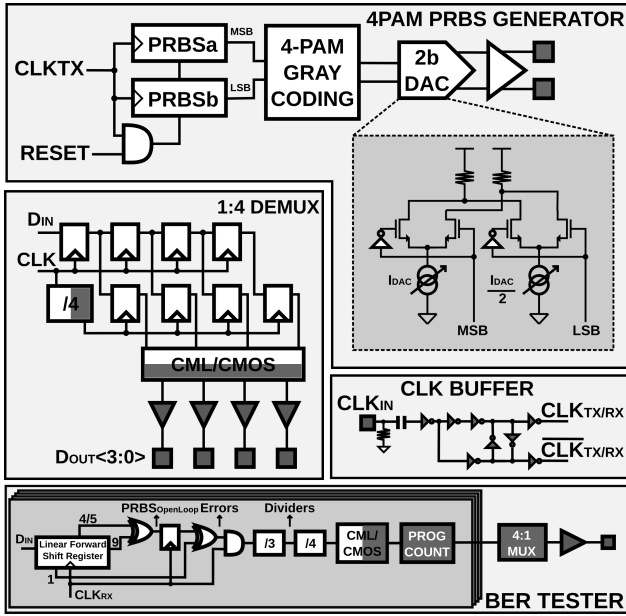 4PAM PRBS GENERATOR
PRBSa
MSB
CLKTX
PRBSb
LSB
4-PAM
GRAY
CODING
2b
DAC
RESET
IDAC
MSB
IDAC
2
LSB
1:4 DEMUX
DIN
CLK
/4
CML/CMOS
DOUT<3:0>
CLK BUFFER
CLKIN
CLKTX/RX
CLKTX/RX
PRBSOpenLoop
Errors
Dividers
4/5
DIN
Linear Forward
Shift Register
9
1
CLKRX
/3
/4
CML/
CMOS
PROG
COUNT
4:1
MUX
BER TESTER